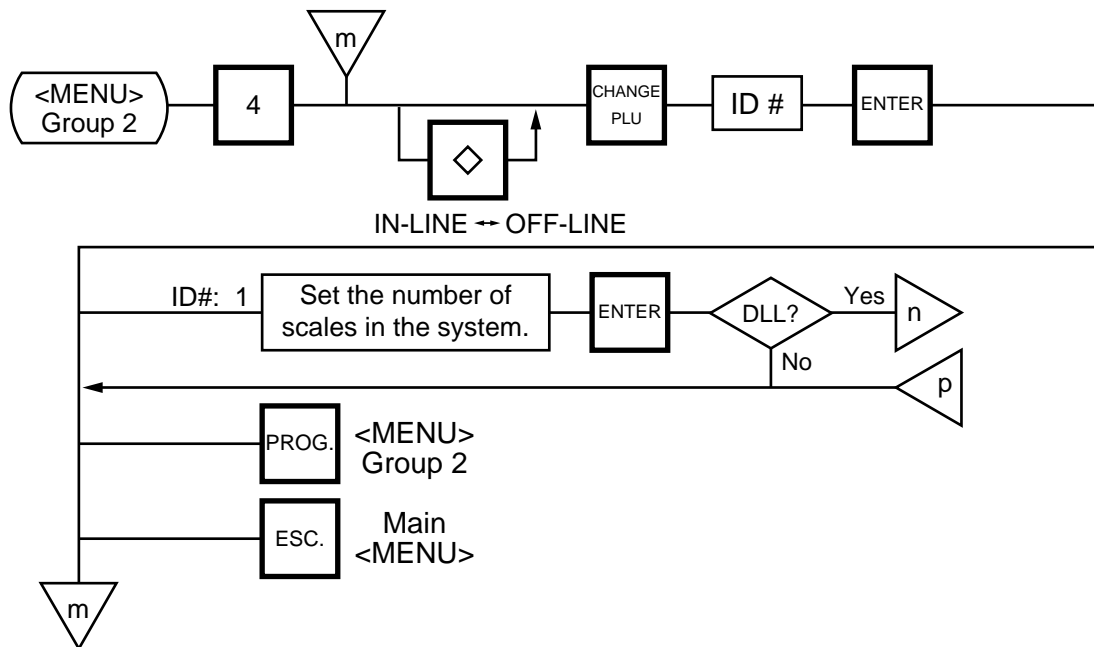 m
<MENU>
Group 2
4
CHANGE
PLU
ID #
ENTER
IN-LINE ↔ OFF-LINE
ID#: 1
Set the number of
scales in the system.
ENTER
DLL?
Yes
n
No
p
PROG.
<MENU>
Group 2
ESC.
Main
<MENU>
m